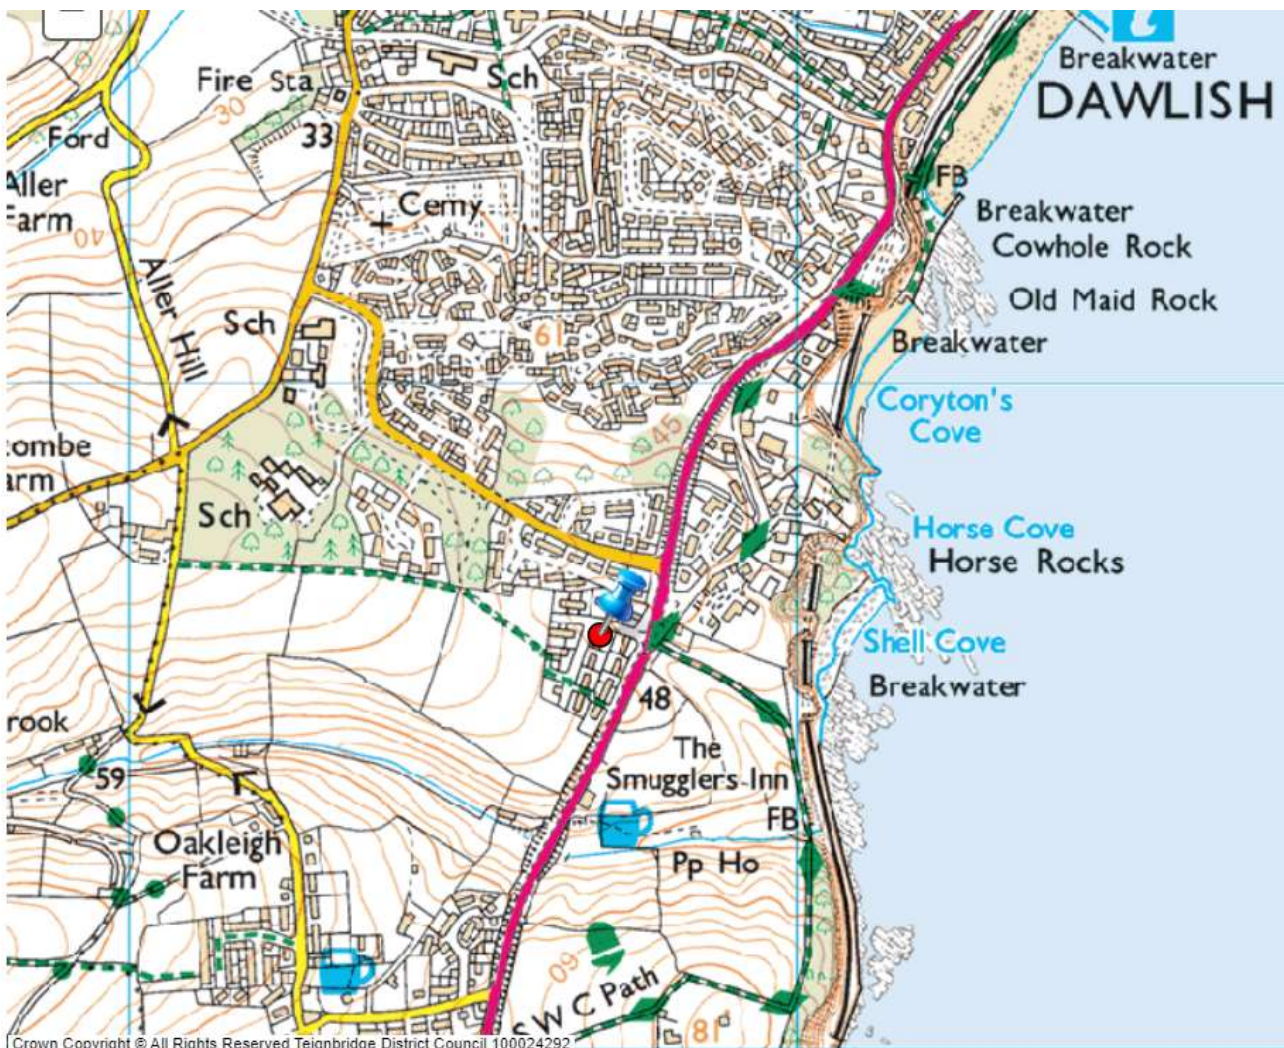 Breakwater
DAWLISH
Fire Sta
Sch
30
33
Ford
Aller
Farm
40
Cemy
FB
Breakwater
Cowhole Rock
Old Maid Rock
Breakwater
Aller Hill
Sch
61
Coryton's
Cove
45
combe
arm
Sch
Horse Cove
Horse Rocks
Shell Cove
Breakwater
48
rook
59
The
Smugglers Inn
FB
Oakleigh
Farm
Pp Ho
60
S W C Path
81
Crown Copyright © All Rights Reserved Teignbridge District Council 100024292